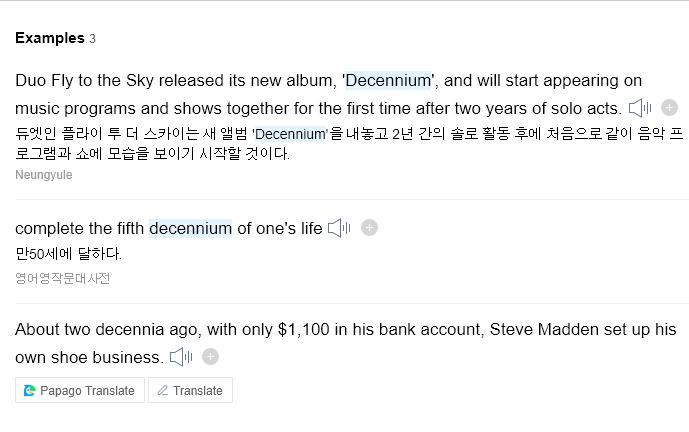 Examples 3
Duo Fly to the Sky released its new album, 'Decennium', and will start appearing on
music programs and shows together for the first time after two years of solo acts.
듀엣인 플라이 투 더 스카이는 새 앨범 'Decennium'을 내놓고 2년 간의 솔로 활동 후에 처음으로 같이 음악 프
로그램과 쇼에 모습을 보이기 시작할 것이다.
Neungyule
complete the fifth decennium of one's life
만50세에 달하다.
영어영작문대사전
About two decennia ago, with only $1,100 in his bank account, Steve Madden set up his
own shoe business.
Papago Translate Translate